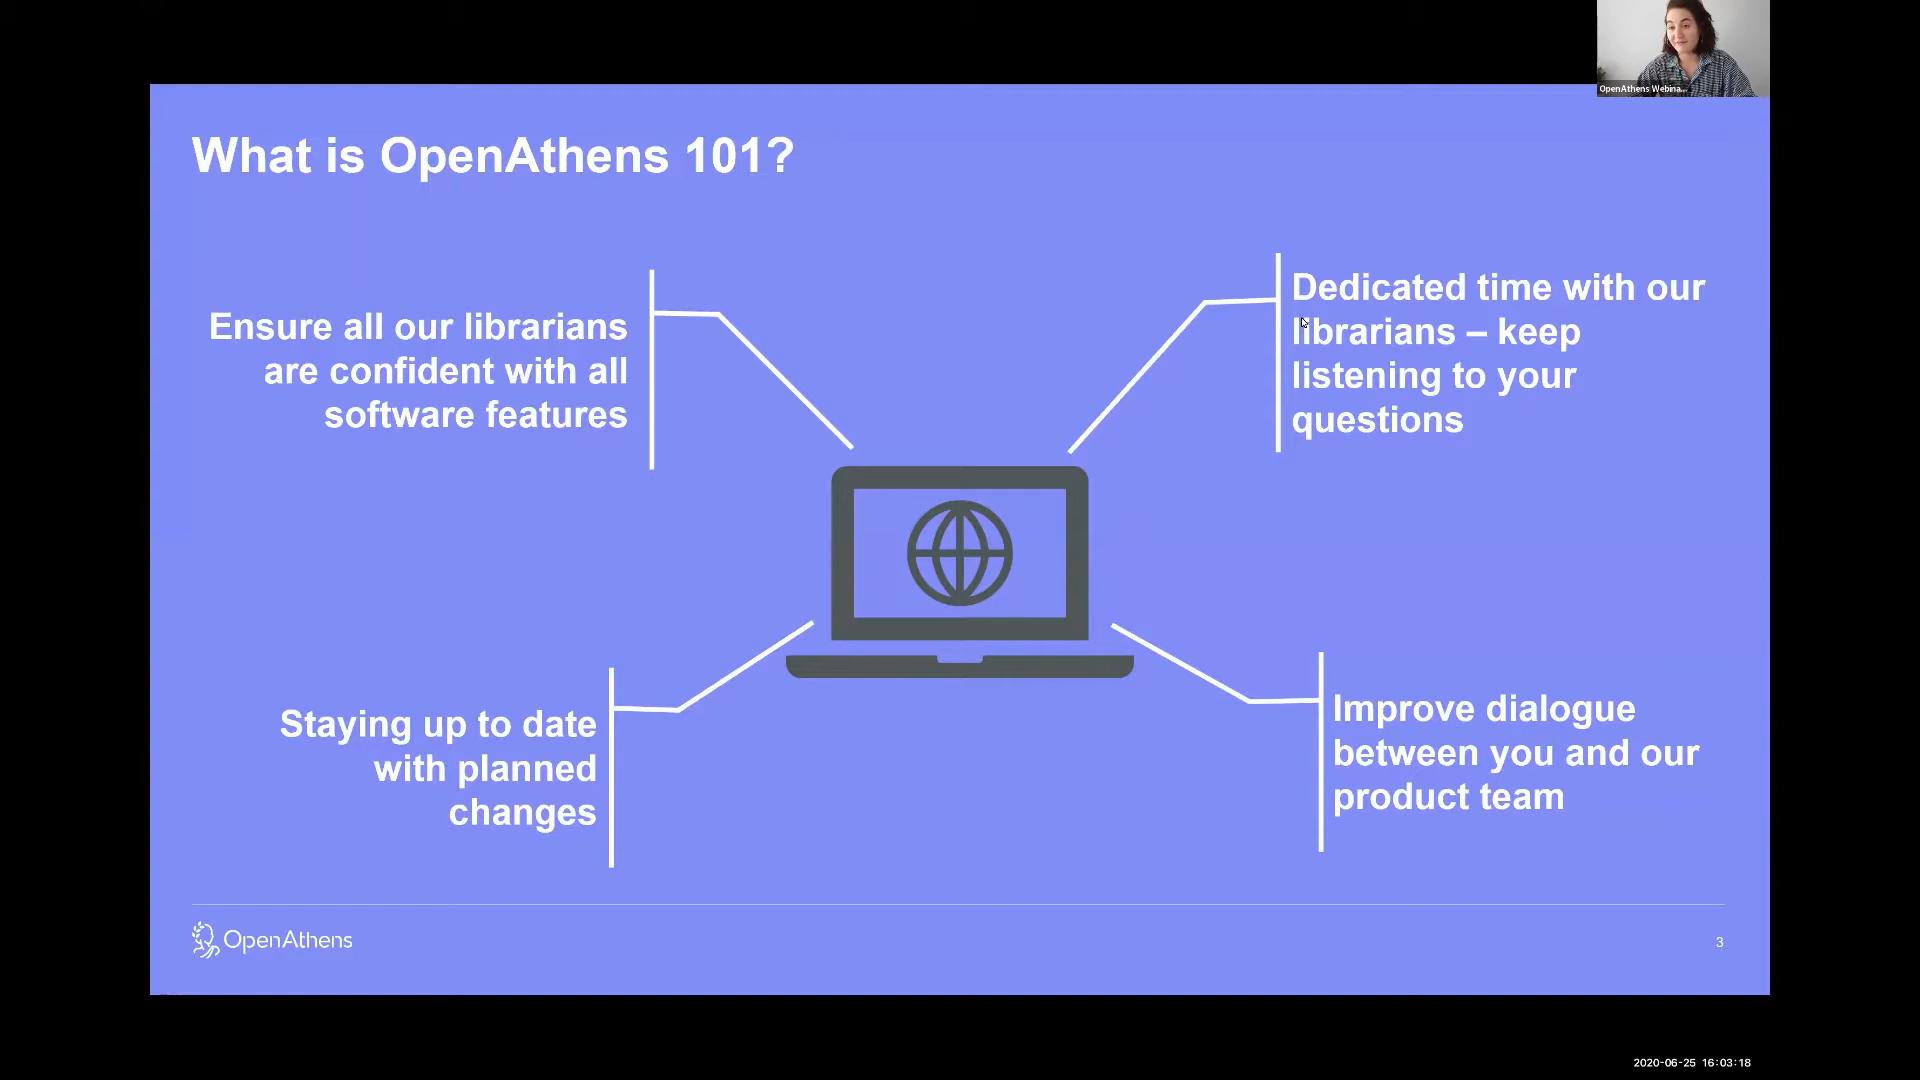 OpenAthens Webina...
What is OpenAthens 101?
Ensure all our librarians
are confident with all
software features
Dedicated time with our
librarians – keep
listening to your
questions
Staying up to date
with planned
changes
Improve dialogue
between you and our
product team
OpenAthens
3
2020-06-25 16:03:18